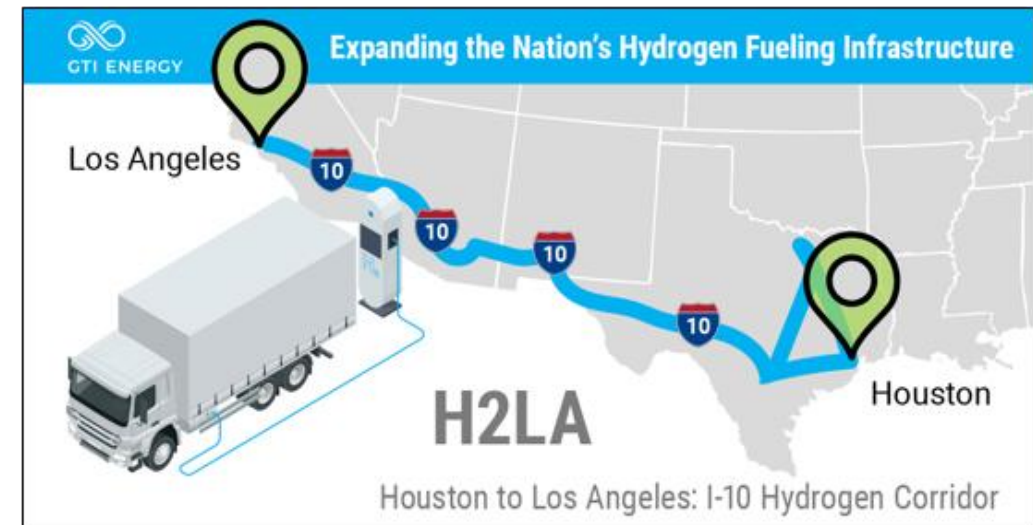 GTI ENERGY
Expanding the Nation's Hydrogen Fueling Infrastructure
Los Angeles
10
10
10
10
Houston
H2LA
Houston to Los Angeles: I-10 Hydrogen Corridor